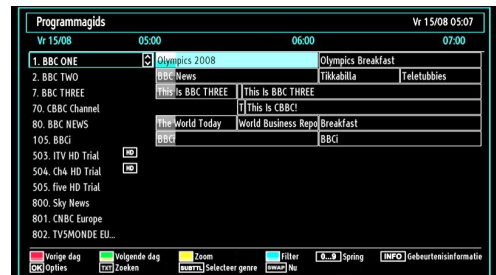 Programmagids Vr 15/08 05:07
Vr 15/08 05:00 06:00 07:00
1. BBC ONE Olympics 2008 Olympics Breakfast
2. BBC TWO BBC News Tikkabilla Teletubbies
7. BBC THREE This Is BBC THREE This Is BBC THREE
70. CBBC Channel T This Is CBBC!
80. BBC NEWS The World Today World Business Repo Breakfast
105. BBCi BBCi BBCi
503. ITV HD Trial HD
504. Ch4 HD Trial HD
505. five HD Trial
800. Sky News
801. CNBC Europe
802. TV5MONDE EU...
Vorige dag Volgende dag Zoom Filter 0...9 Spring INFO Gebeurtenisinformatie
OK Opties TXT Zoeken SUBTTL Selecteer genre SWAP Nu